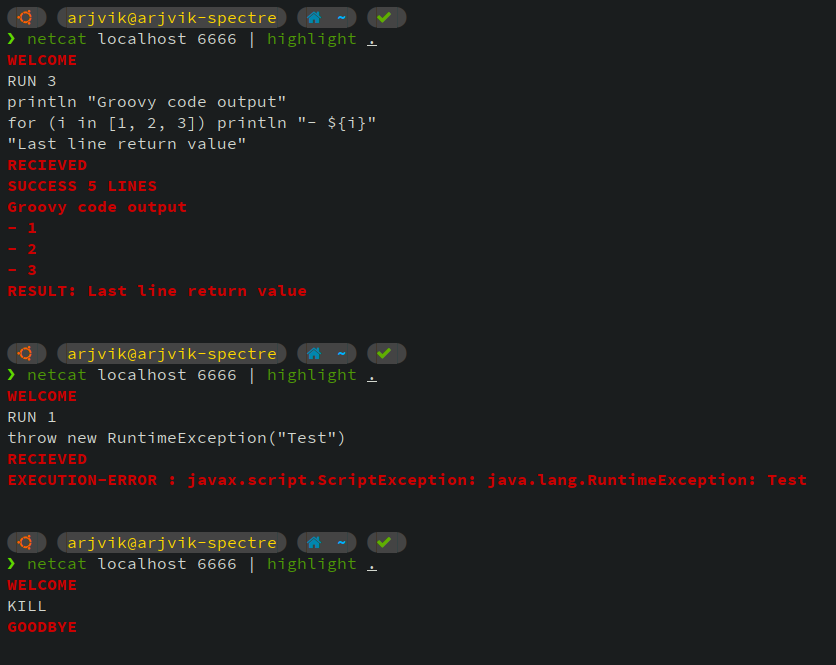 arjvik@arjvik-spectre ~ ✔
❯ netcat localhost 6666 | highlight .
WELCOME
RUN 3
println "Groovy code output"
for (i in [1, 2, 3]) println "- ${i}"
"Last line return value"
RECIEVED
SUCCESS 5 LINES
Groovy code output
- 1
- 2
- 3
RESULT: Last line return value
arjvik@arjvik-spectre ~ ✔
❯ netcat localhost 6666 | highlight .
WELCOME
RUN 1
throw new RuntimeException("Test")
RECIEVED
EXECUTION-ERROR : javax.script.ScriptException: java.lang.RuntimeException: Test
arjvik@arjvik-spectre ~ ✔
❯ netcat localhost 6666 | highlight .
WELCOME
KILL
GOODBYE